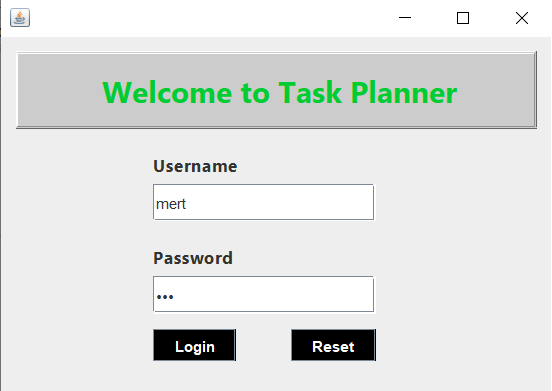 Welcome to Task Planner
Username
mert
Password
•••
Login Reset